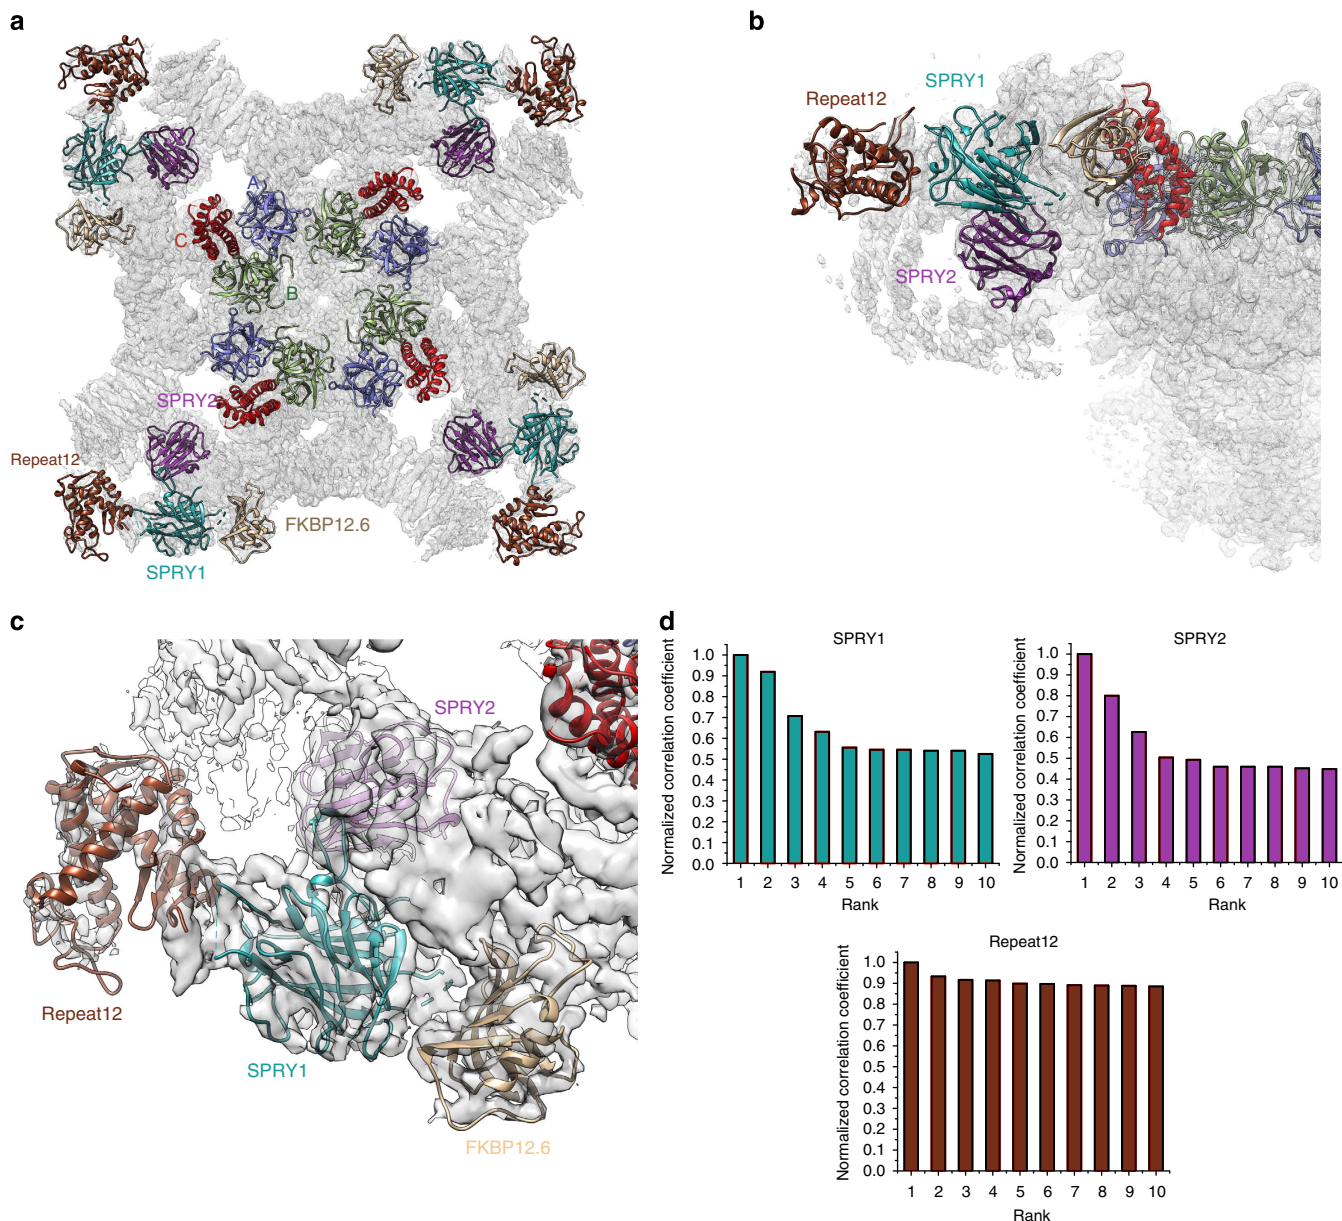 a
A
C
B
SPRY2
Repeat12
FKBP12.6
SPRY1
b
SPRY1
Repeat12
SPRY2
c
SPRY2
Repeat12
SPRY1
FKBP12.6
d
SPRY1
Normalized correlation coefficient
1.0
0.9
0.8
0.7
0.6
0.5
0.4
0.3
0.2
0.1
0.0
1 2 3 4 5 6 7 8 9 10
Rank
SPRY2
Normalized correlation coefficient
1.0
0.9
0.8
0.7
0.6
0.5
0.4
0.3
0.2
0.1
0.0
1 2 3 4 5 6 7 8 9 10
Rank
Repeat12
Normalized correlation coefficient
1.0
0.9
0.8
0.7
0.6
0.5
0.4
0.3
0.2
0.1
0.0
1 2 3 4 5 6 7 8 9 10
Rank